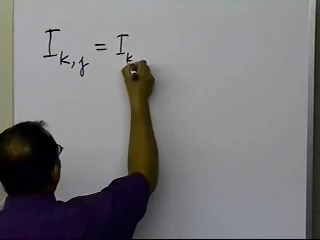 I_{k,j} = I_k